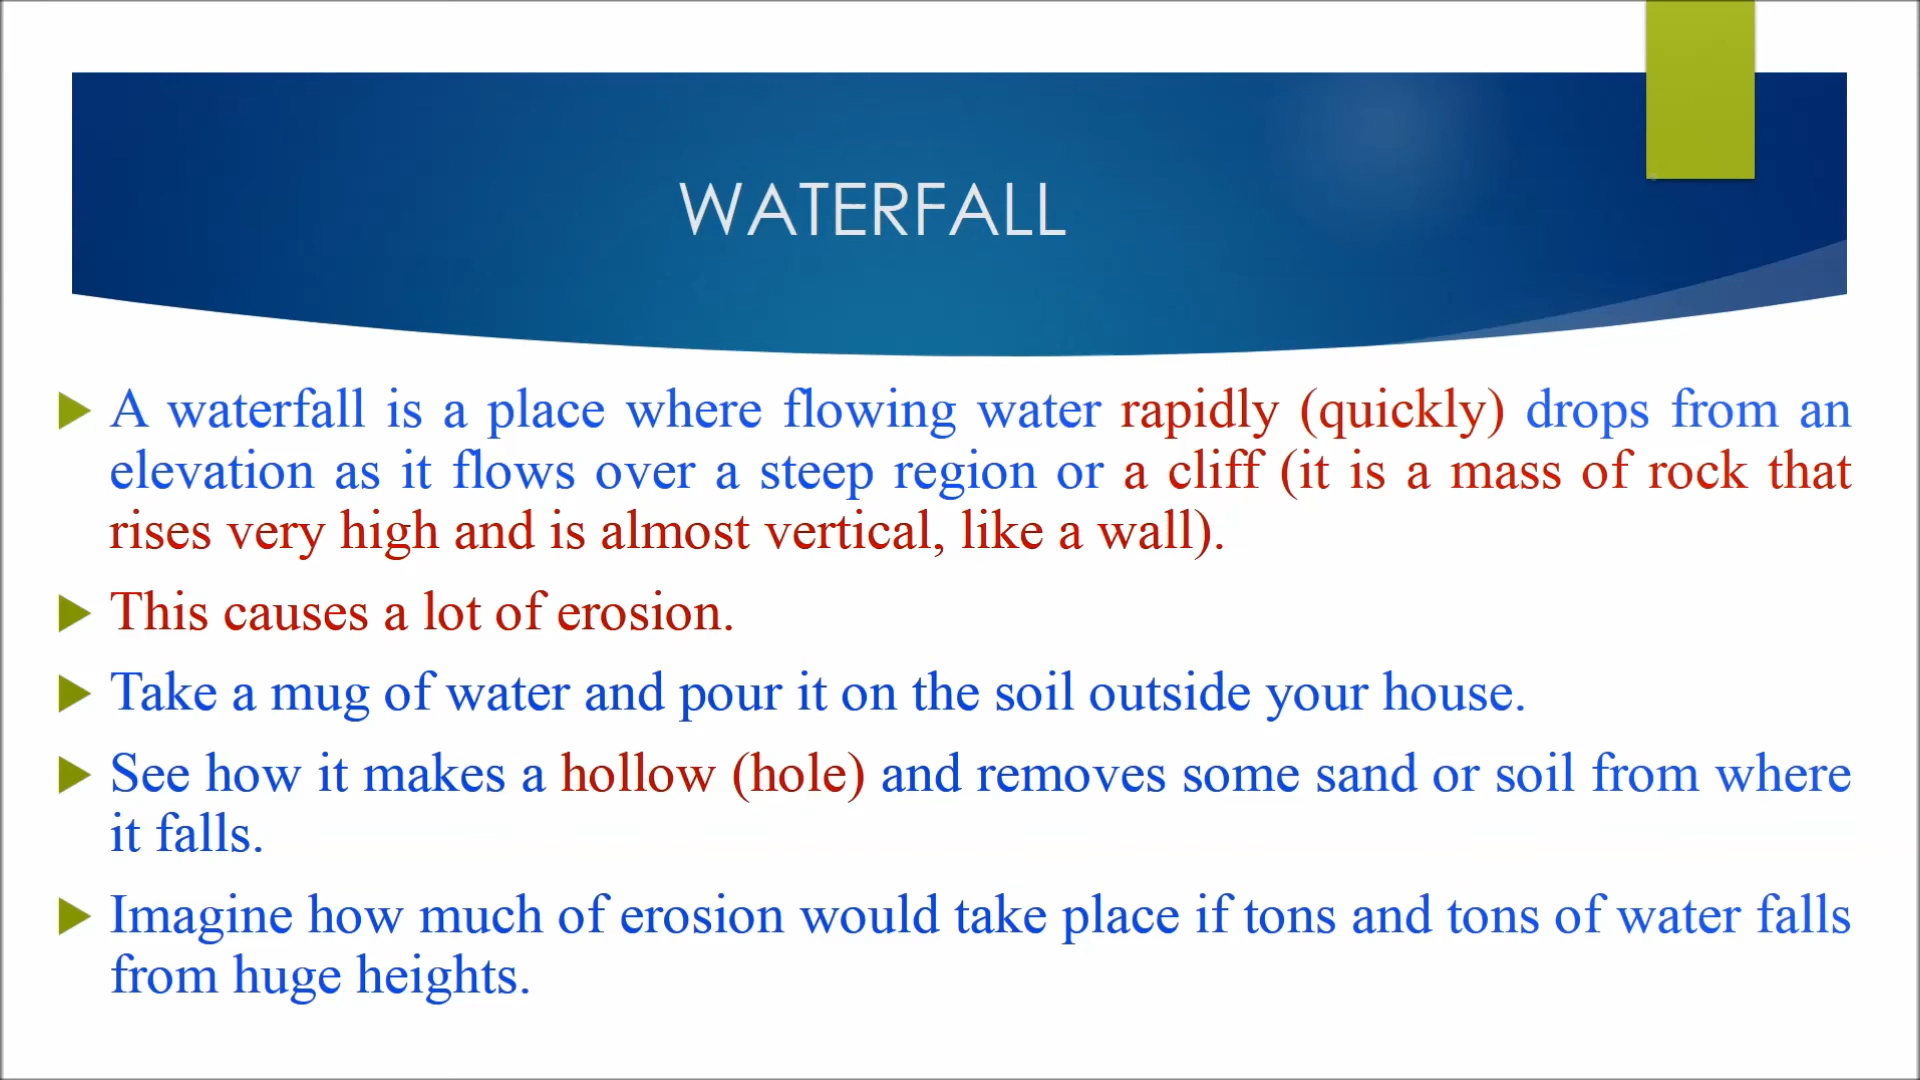 WATERFALL
A waterfall is a place where flowing water rapidly (quickly) drops from an
elevation as it flows over a steep region or a cliff (it is a mass of rock that
rises very high and is almost vertical, like a wall).
This causes a lot of erosion.
Take a mug of water and pour it on the soil outside your house.
See how it makes a hollow (hole) and removes some sand or soil from where
it falls.
Imagine how much of erosion would take place if tons and tons of water falls
from huge heights.